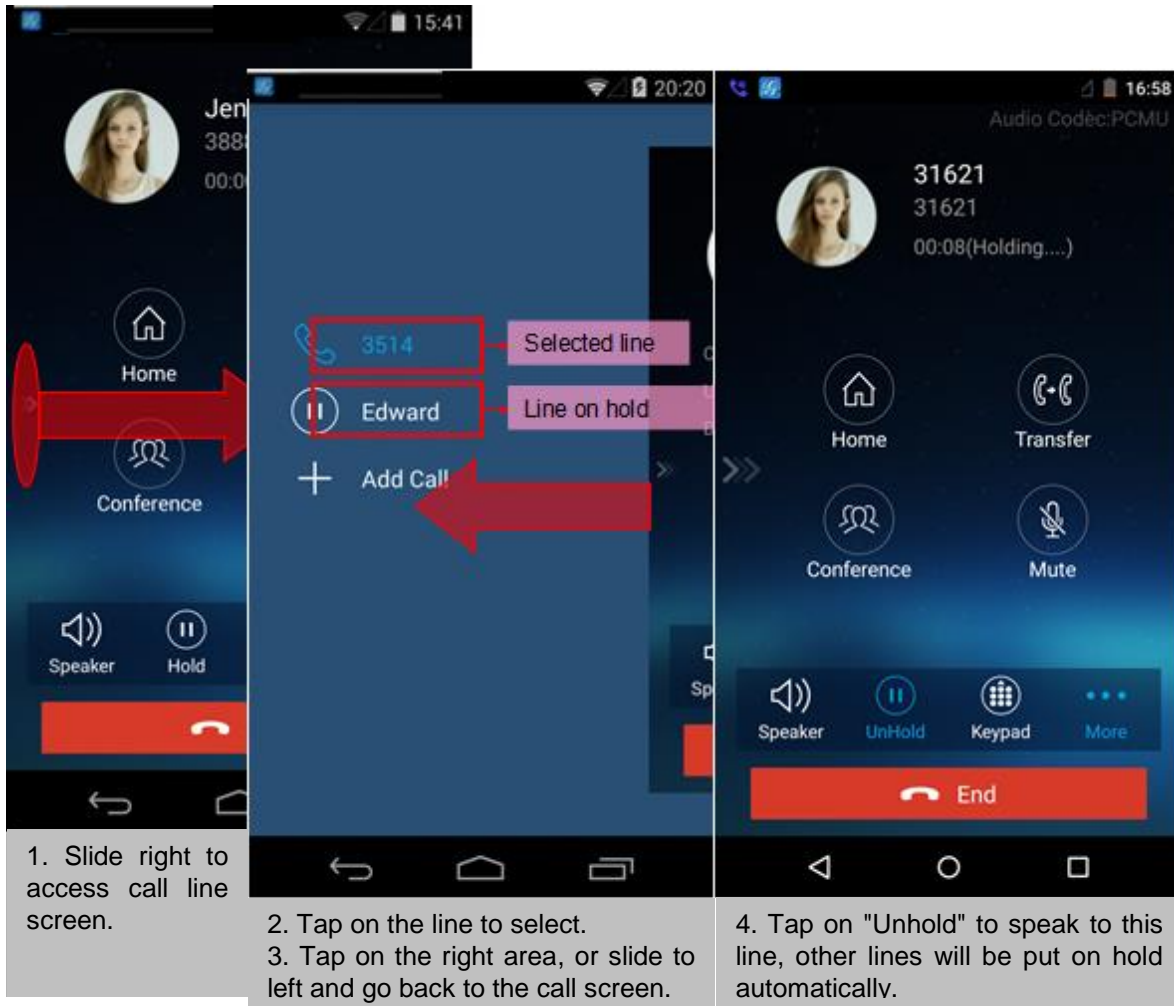 15:41
Jen
3888
00:0
Home
Conference
Speaker
Hold
1. Slide right to
access call line
screen.
20:20
3514
Selected line
Edward
Line on hold
Add Call
Sp
2. Tap on the line to select.
3. Tap on the right area, or slide to
left and go back to the call screen.
16:58
Audio Codec:PCMU
31621
31621
00:08(Holding....)
Home
Transfer
Conference
Mute
Speaker
UnHold
Keypad
More
End
4. Tap on "Unhold" to speak to this
line, other lines will be put on hold
automatically.